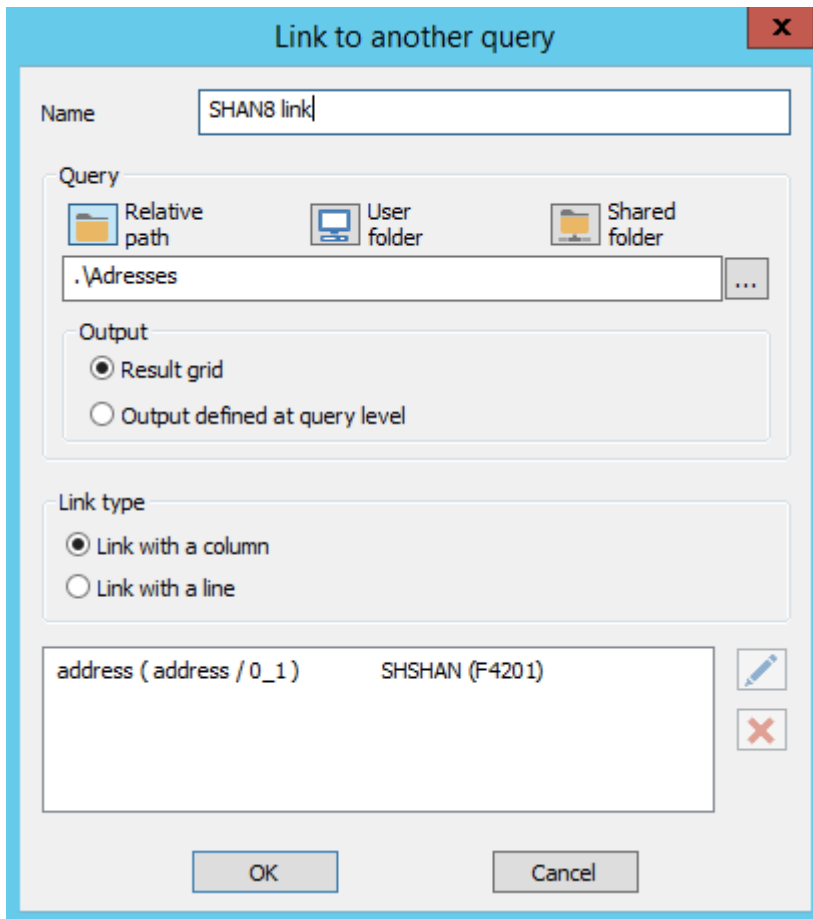 Link to another query
x
Name
SHAN8 link
Query
Relative path
User folder
Shared folder
.\Adresses
...
Output
Result grid
Output defined at query level
Link type
Link with a column
Link with a line
address ( address / 0_1 ) SHSHAN (F4201)
OK
Cancel